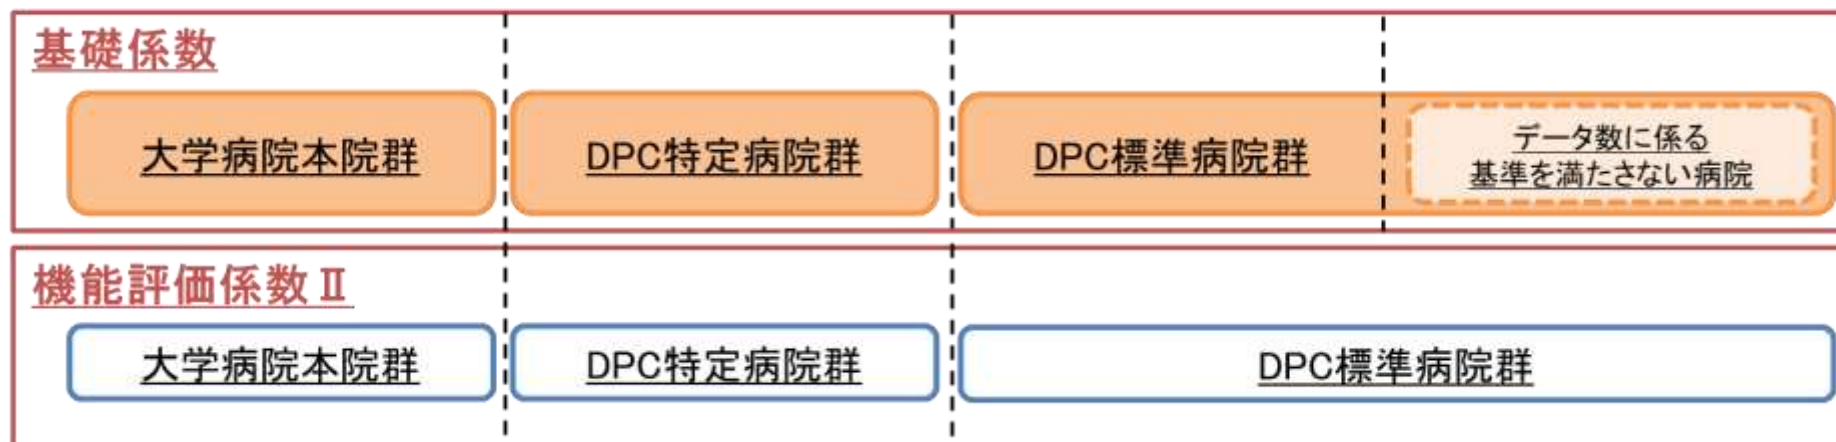 基礎係数
大学病院本院群
DPC特定病院群
DPC標準病院群
データ数に係る
基準を満たさない病院
機能評価係数Ⅱ
大学病院本院群
DPC特定病院群
DPC標準病院群